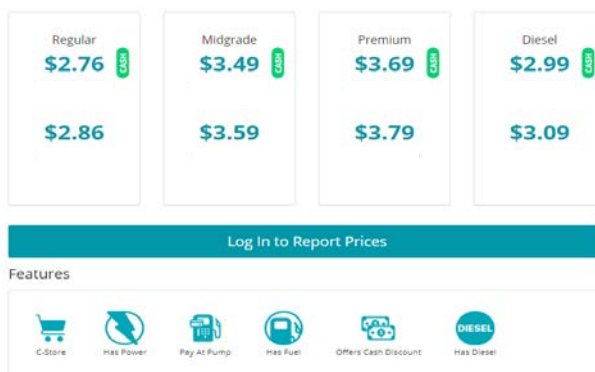 Regular Midgrade Premium Diesel
$2.76 CASH $3.49 CASH $3.69 CASH $2.99 CASH
$2.86 $3.59 $3.79 $3.09
Log In to Report Prices
Features
DIESEL
C-Store Has Power Pay At Pump Has Fuel Offers Cash Discount Has Diesel